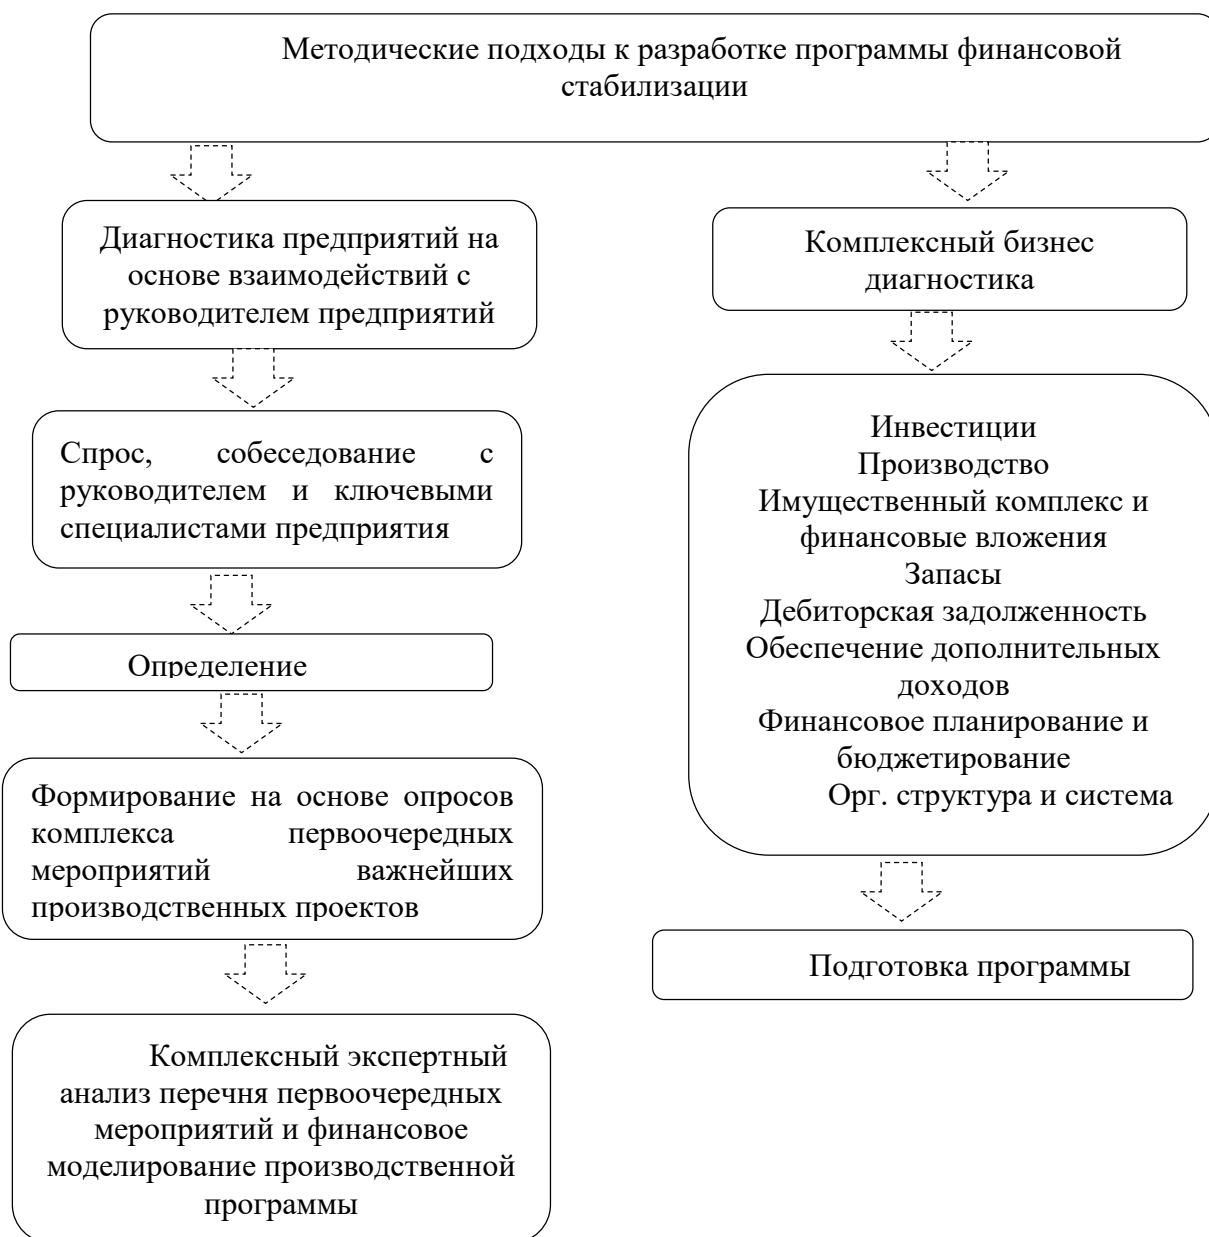 Методические подходы к разработке программы финансовой
стабилизации
Диагностика предприятий на
основе взаимодействий с
руководителем предприятий
Спрос, собеседование с
руководителем и ключевыми
специалистами предприятия
Определение
Формирование на основе опросов
комплекса первоочередных
мероприятий важнейших
производственных проектов
Комплексный экспертный
анализ перечня первоочередных
мероприятий и финансовое
моделирование производственной
программы
Комплексный бизнес
диагностика
Инвестиции
Производство
Имущественный комплекс и
финансовые вложения
Запасы
Дебиторская задолженность
Обеспечение дополнительных
доходов
Финансовое планирование и
бюджетирование
Орг. структура и система
Подготовка программы